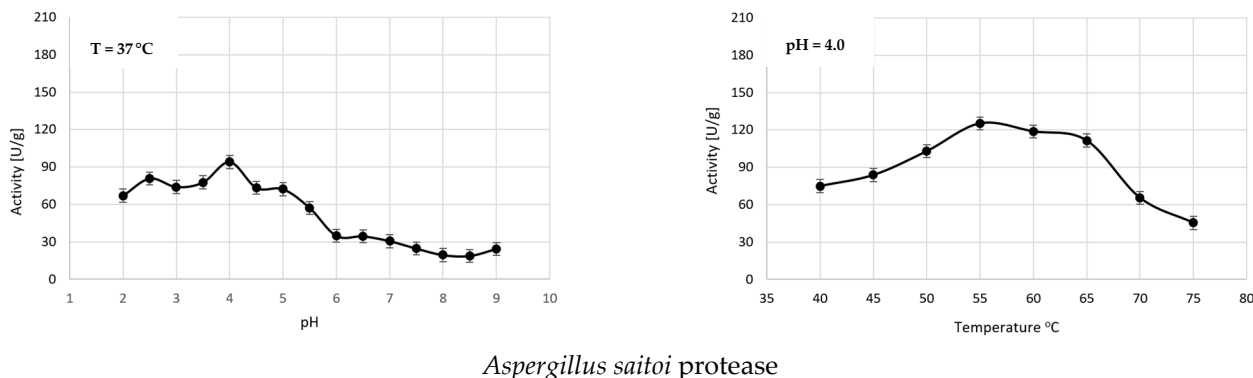 210
180
150
120
90
60
30
0
Activity [U/g]
T = 37 °C
1 2 3 4 5 6 7 8 9 10
pH
210
180
150
120
90
60
30
0
Activity [U/g]
pH = 4.0
35 40 45 50 55 60 65 70 75 80
Temperature °C
Aspergillus saitoi protease